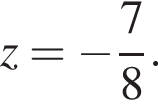 z = −7/8.